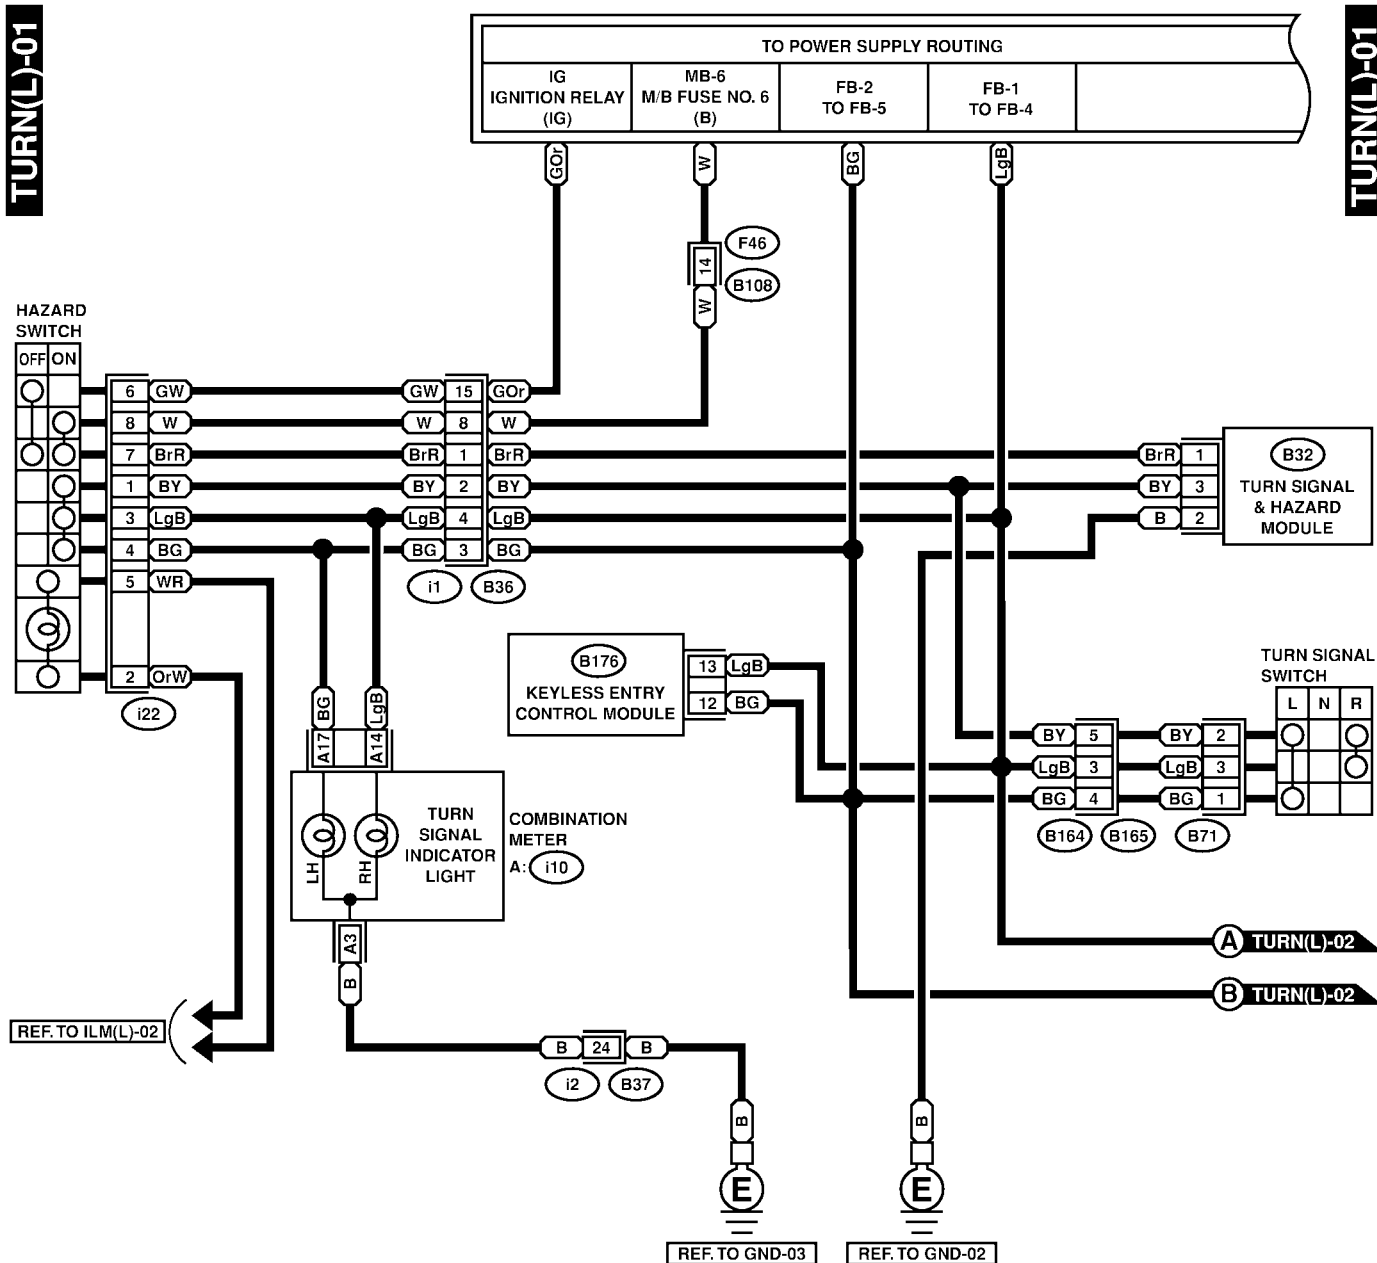 TURN(L)-01
TURN(L)-01
TO POWER SUPPLY ROUTING
IG
IGNITION RELAY
(IG)
MB-6
M/B FUSE NO. 6
(B)
FB-2
TO FB-5
FB-1
TO FB-4
GOr
W
BG
LgB
14
F46
B108
W
HAZARD
SWITCH
OFF ON
6 GW GW 15 GOr
8 W W 8 W
7 BrR BrR 1 BrR BrR 1
1 BY BY 2 BY BY 3
3 LgB LgB 4 LgB B 2
4 BG BG 3 BG
5 WR
2 OrW
i22
i1
B36
B32
TURN SIGNAL
& HAZARD
MODULE
B176
KEYLESS ENTRY
CONTROL MODULE
13 LgB
12 BG
TURN SIGNAL
SWITCH
L N R
BY 5 BY 2
LgB 3 LgB 3
BG 4 BG 1
B164
B165
B71
BG
LgB
A17
A14
LH
RH
TURN
SIGNAL
INDICATOR
LIGHT
COMBINATION
METER
A: i10
A3
B
A TURN(L)-02
B TURN(L)-02
REF. TO ILM(L)-02
B 24 B
i2
B37
B
B
E
E
REF. TO GND-03
REF. TO GND-02